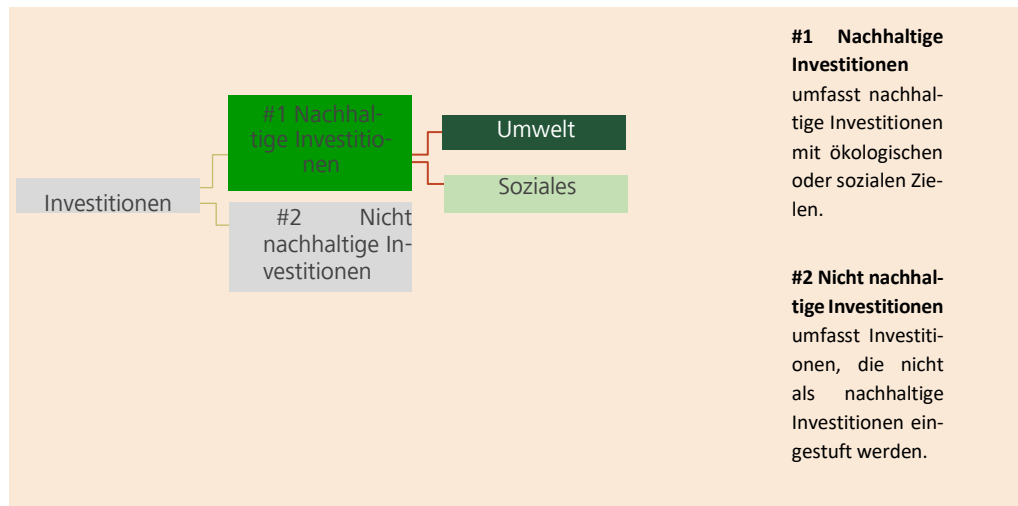 #1 Nachhal-
tige Investitio-
nen
Umwelt
Soziales
Investitionen
#2 Nicht
nachhaltige In-
vestitionen
#1 Nachhaltige
Investitionen
umfasst nachhal-
tige Investitionen
mit ökologischen
oder sozialen Zie-
len.
#2 Nicht nachhal-
tige Investitionen
umfasst Investiti-
onen, die nicht
als nachhaltige
Investitionen ein-
gestuft werden.